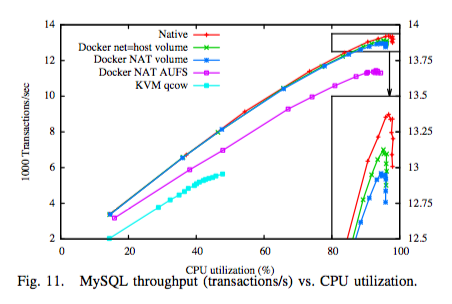 14
12
10
8
6
4
2
1000 Transactions/sec
Native
Docker net=host volume
Docker NAT volume
Docker NAT AUFS
KVM qcow
14
13.75
13.5
13.25
13
12.75
12.5
0 20 40 60 80 100
CPU utilization (%)
Fig. 11. MySQL throughput (transactions/s) vs. CPU utilization.